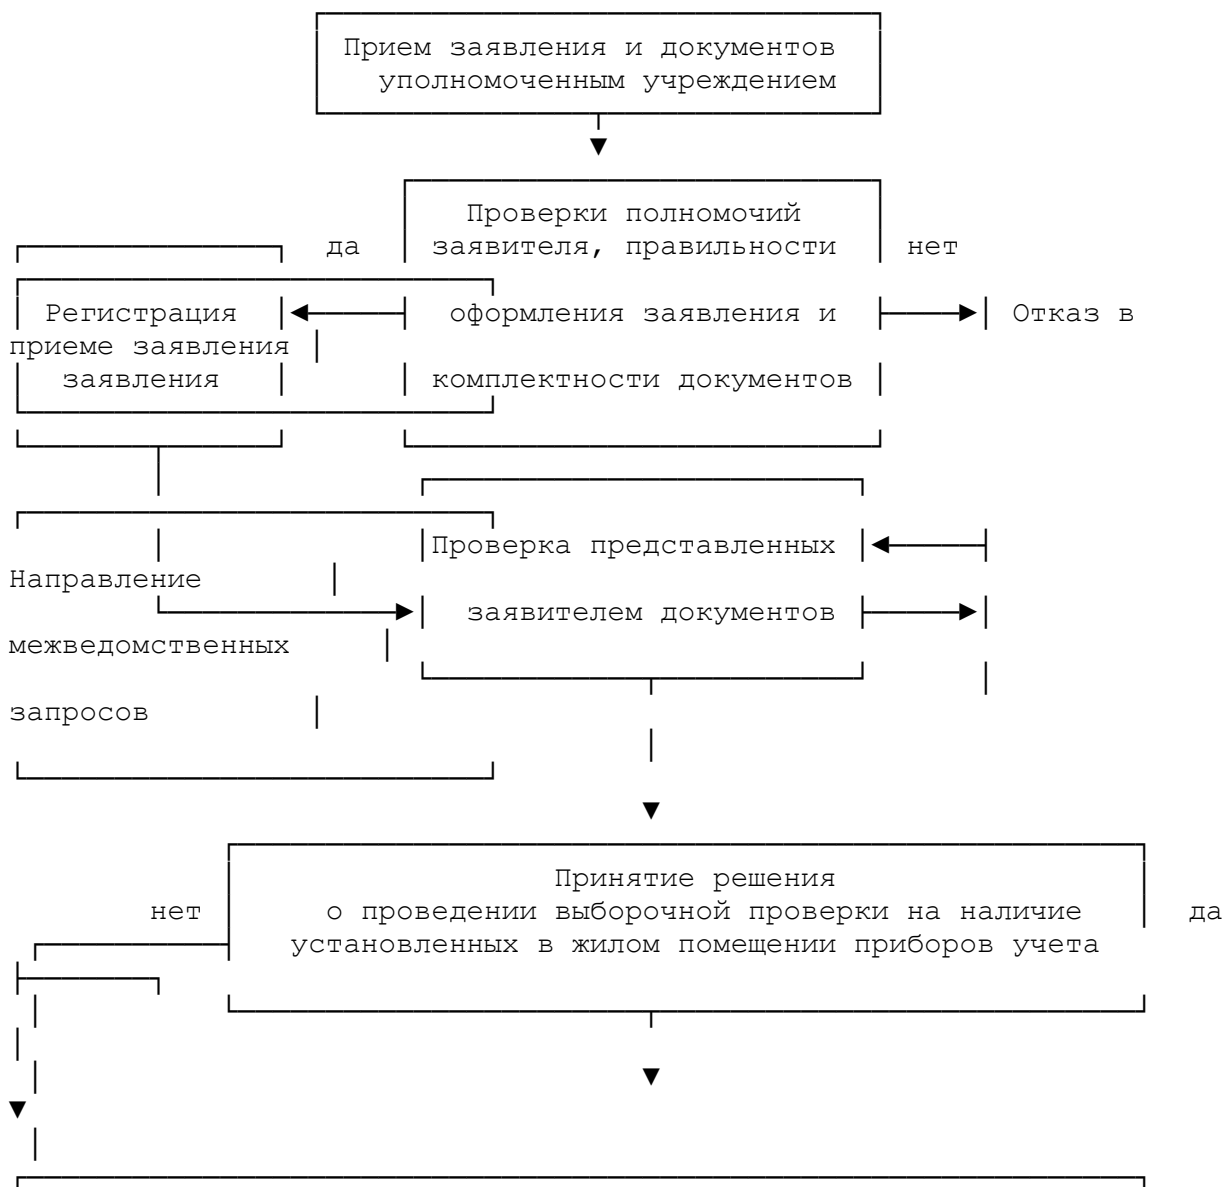 Прием заявления и документов
уполномоченным учреждением
Проверки полномочий
да заявителя, правильности нет
Регистрация оформления заявления и Отказ в
приеме заявления
заявления комплектности документов
Проверка представленных
Направление
заявителем документов
межведомственных
запросов
Принятие решения
нет о проведении выборочной проверки на наличие да
установленных в жилом помещении приборов учета